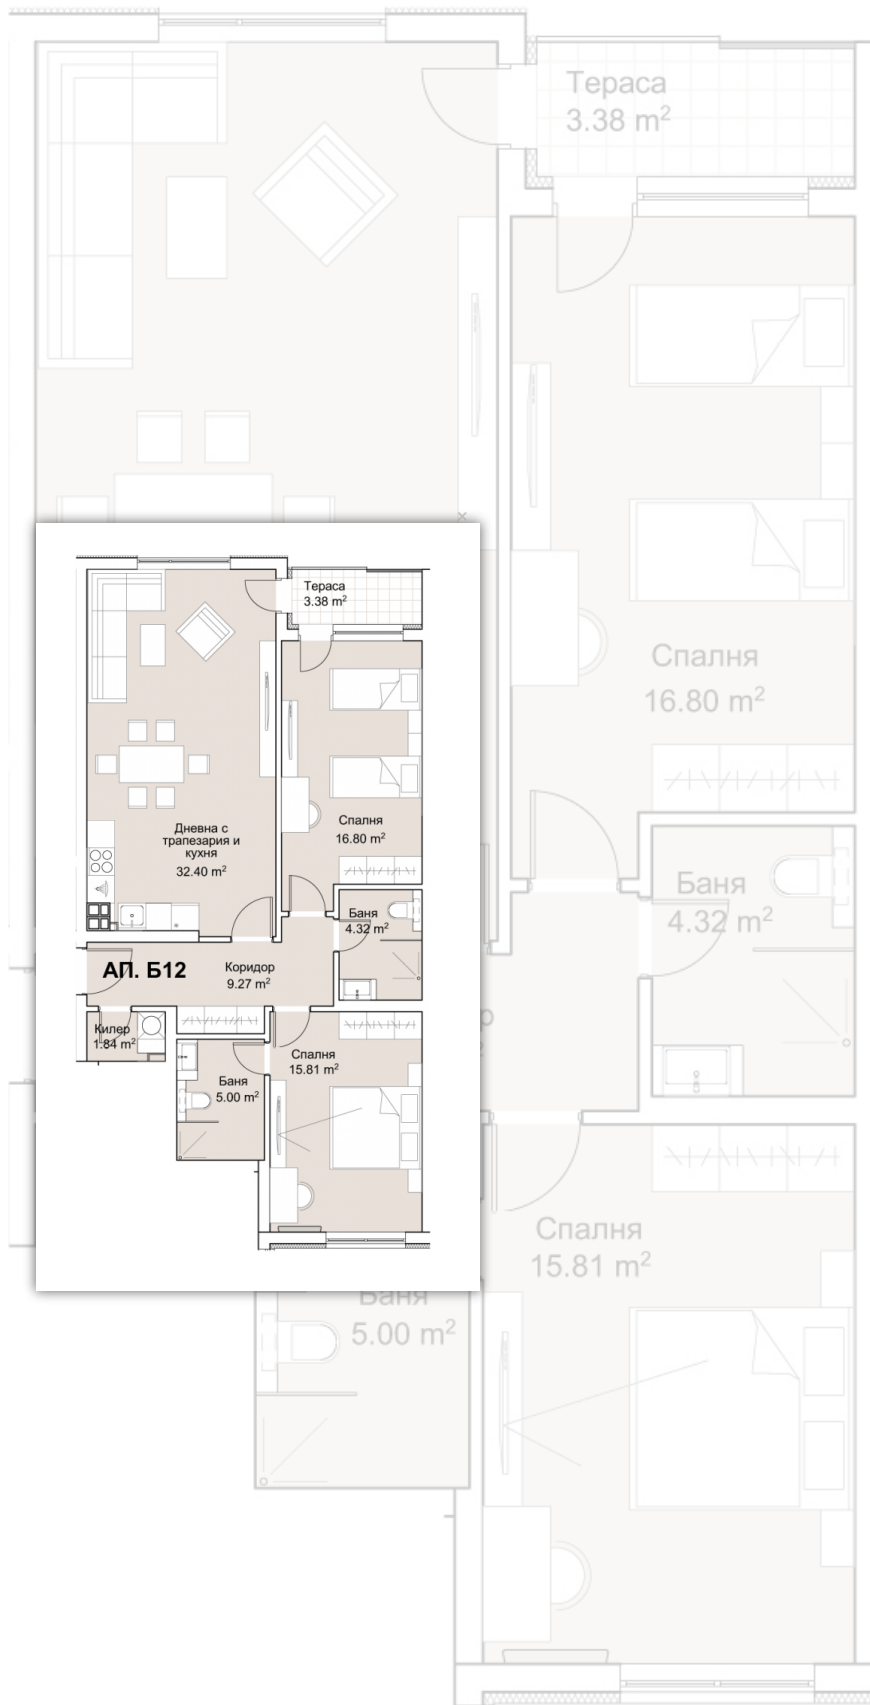 Тераса
3.38 m²
Спалня
16.80 m²
Баня
4.32 m²
Спалня
15.81 m²
Баня
5.00 m²
Тераса
3.38 m²
Дневна с
трапезария и
кухня
32.40 m²
Спалня
16.80 m²
Баня
4.32 m²
АП. Б12
Коридор
9.27 m²
Килер
1.84 m²
Спалня
15.81 m²
Баня
5.00 m²